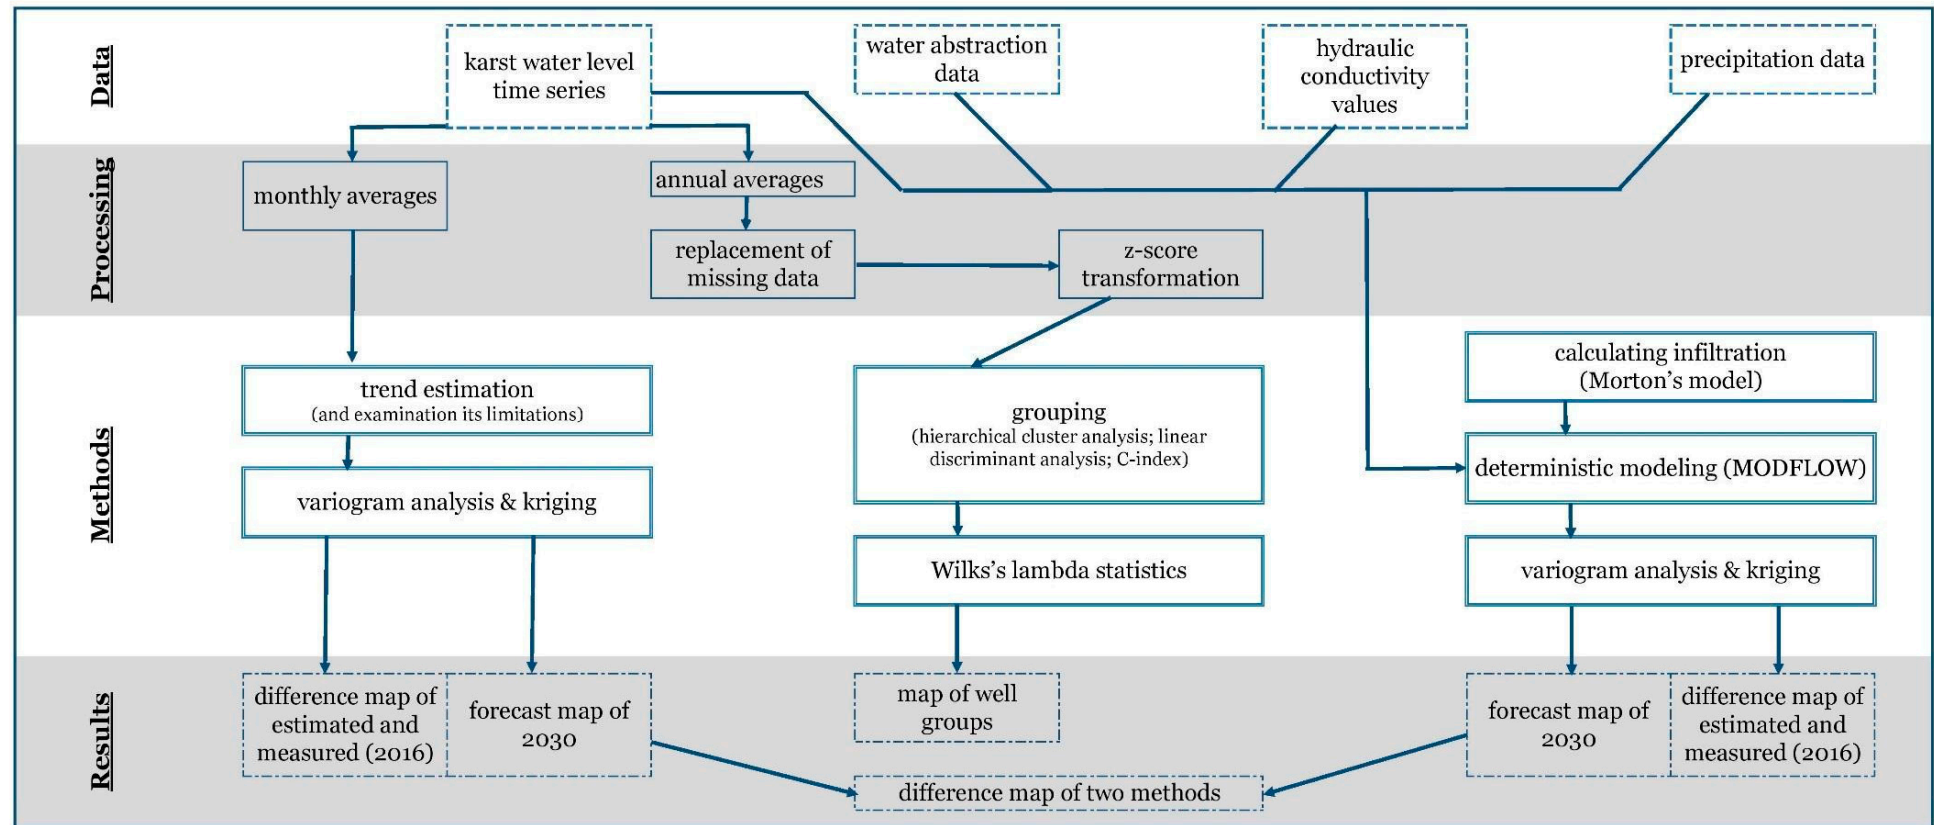 Data
karst water level
time series
water abstraction
data
hydraulic
conductivity
values
precipitation data
Processing
monthly averages
annual averages
replacement of
missing data
z-score
transformation
Methods
trend estimation
(and examination its limitations)
variogram analysis & kriging
grouping
(hierarchical cluster analysis; linear
discriminant analysis; C-index)
Wilks's lambda statistics
calculating infiltration
(Morton's model)
deterministic modeling (MODFLOW)
variogram analysis & kriging
Results
difference map of
estimated and
measured (2016)
forecast map of
2030
map of well
groups
forecast map of
2030
difference map of
estimated and
measured (2016)
difference map of two methods